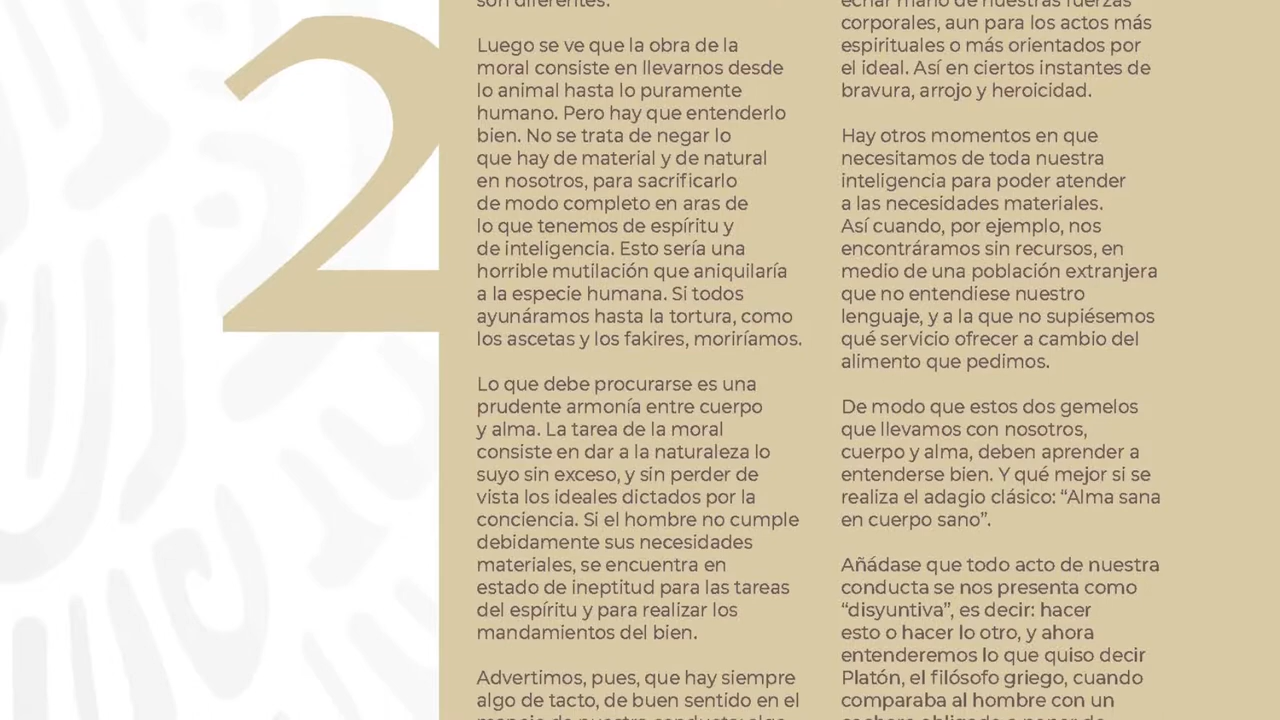 2
son diferentes.
Luego se ve que la obra de la
moral consiste en llevarnos desde
lo animal hasta lo puramente
humano. Pero hay que entenderlo
bien. No se trata de negar lo
que hay de material y de natural
en nosotros, para sacrificarlo
de modo completo en aras de
lo que tenemos de espíritu y
de inteligencia. Esto sería una
horrible mutilación que aniquilaría
a la especie humana. Si todos
ayunáramos hasta la tortura, como
los ascetas y los fakires, moriríamos.
Lo que debe procurarse es una
prudente armonía entre cuerpo
y alma. La tarea de la moral
consiste en dar a la naturaleza lo
suyo sin exceso, y sin perder de
vista los ideales dictados por la
conciencia. Si el hombre no cumple
debidamente sus necesidades
materiales, se encuentra en
estado de ineptitud para las tareas
del espíritu y para realizar los
mandamientos del bien.
Advertimos, pues, que hay siempre
algo de tacto, de buen sentido en el
manejo de nuestra conducta; algo
echar mano de nuestras fuerzas
corporales, aun para los actos más
espirituales o más orientados por
el ideal. Así en ciertos instantes de
bravura, arrojo y heroicidad.
Hay otros momentos en que
necesitamos de toda nuestra
inteligencia para poder atender
a las necesidades materiales.
Así cuando, por ejemplo, nos
encontráramos sin recursos, en
medio de una población extranjera
que no entendiese nuestro
lenguaje, y a la que no supiésemos
qué servicio ofrecer a cambio del
alimento que pedimos.
De modo que estos dos gemelos
que llevamos con nosotros,
cuerpo y alma, deben aprender a
entenderse bien. Y qué mejor si se
realiza el adagio clásico: “Alma sana
en cuerpo sano”.
Añádase que todo acto de nuestra
conducta se nos presenta como
“disyuntiva”, es decir: hacer
esto o hacer lo otro, y ahora
entenderemos lo que quiso decir
Platón, el filósofo griego, cuando
comparaba al hombre con un
cochero obligado a poner de